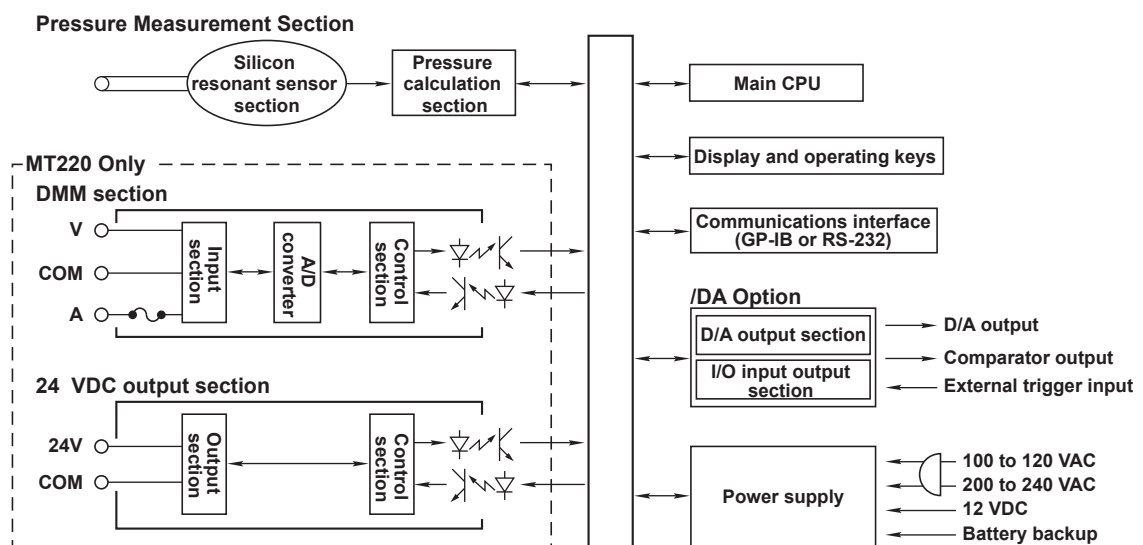 Pressure Measurement Section
Silicon
resonant sensor
section
Pressure
calculation
section
Main CPU
Display and operating keys
Communications interface
(GP-IB or RS-232)
MT220 Only
DMM section
V
COM
A
Input
section
A/D
converter
Control
section
/DA Option
D/A output section
I/O input output
section
D/A output
Comparator output
External trigger input
24 VDC output section
24V
COM
Output
section
Control
section
Power supply
100 to 120 VAC
200 to 240 VAC
12 VDC
Battery backup